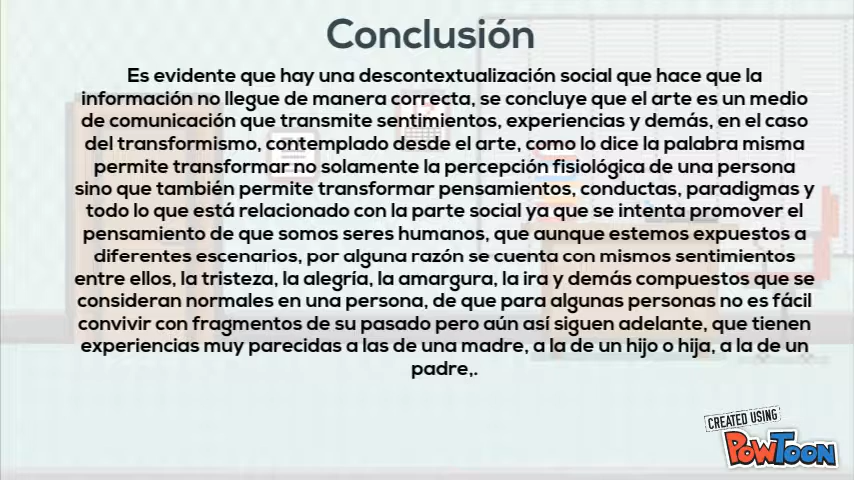 Conclusión
Es evidente que hay una descontextualización social que hace que la
información no llegue de manera correcta, se concluye que el arte es un medio
de comunicación que transmite sentimientos, experiencias y demás, en el caso
del transformismo, contemplado desde el arte, como lo dice la palabra misma
permite transformar no solamente la percepción fisiológica de una persona
sino que también permite transformar pensamientos, conductas, paradigmas y
todo lo que está relacionado con la parte social ya que se intenta promover el
pensamiento de que somos seres humanos, que aunque estemos expuestos a
diferentes escenarios, por alguna razón se cuenta con mismos sentimientos
entre ellos, la tristeza, la alegría, la amargura, la ira y demás compuestos que se
consideran normales en una persona, de que para algunas personas no es fácil
convivir con fragmentos de su pasado pero aún así siguen adelante, que tienen
experiencias muy parecidas a las de una madre, a la de un hijo o hija, a la de un
padre,.
CREATED USING
POWTOON